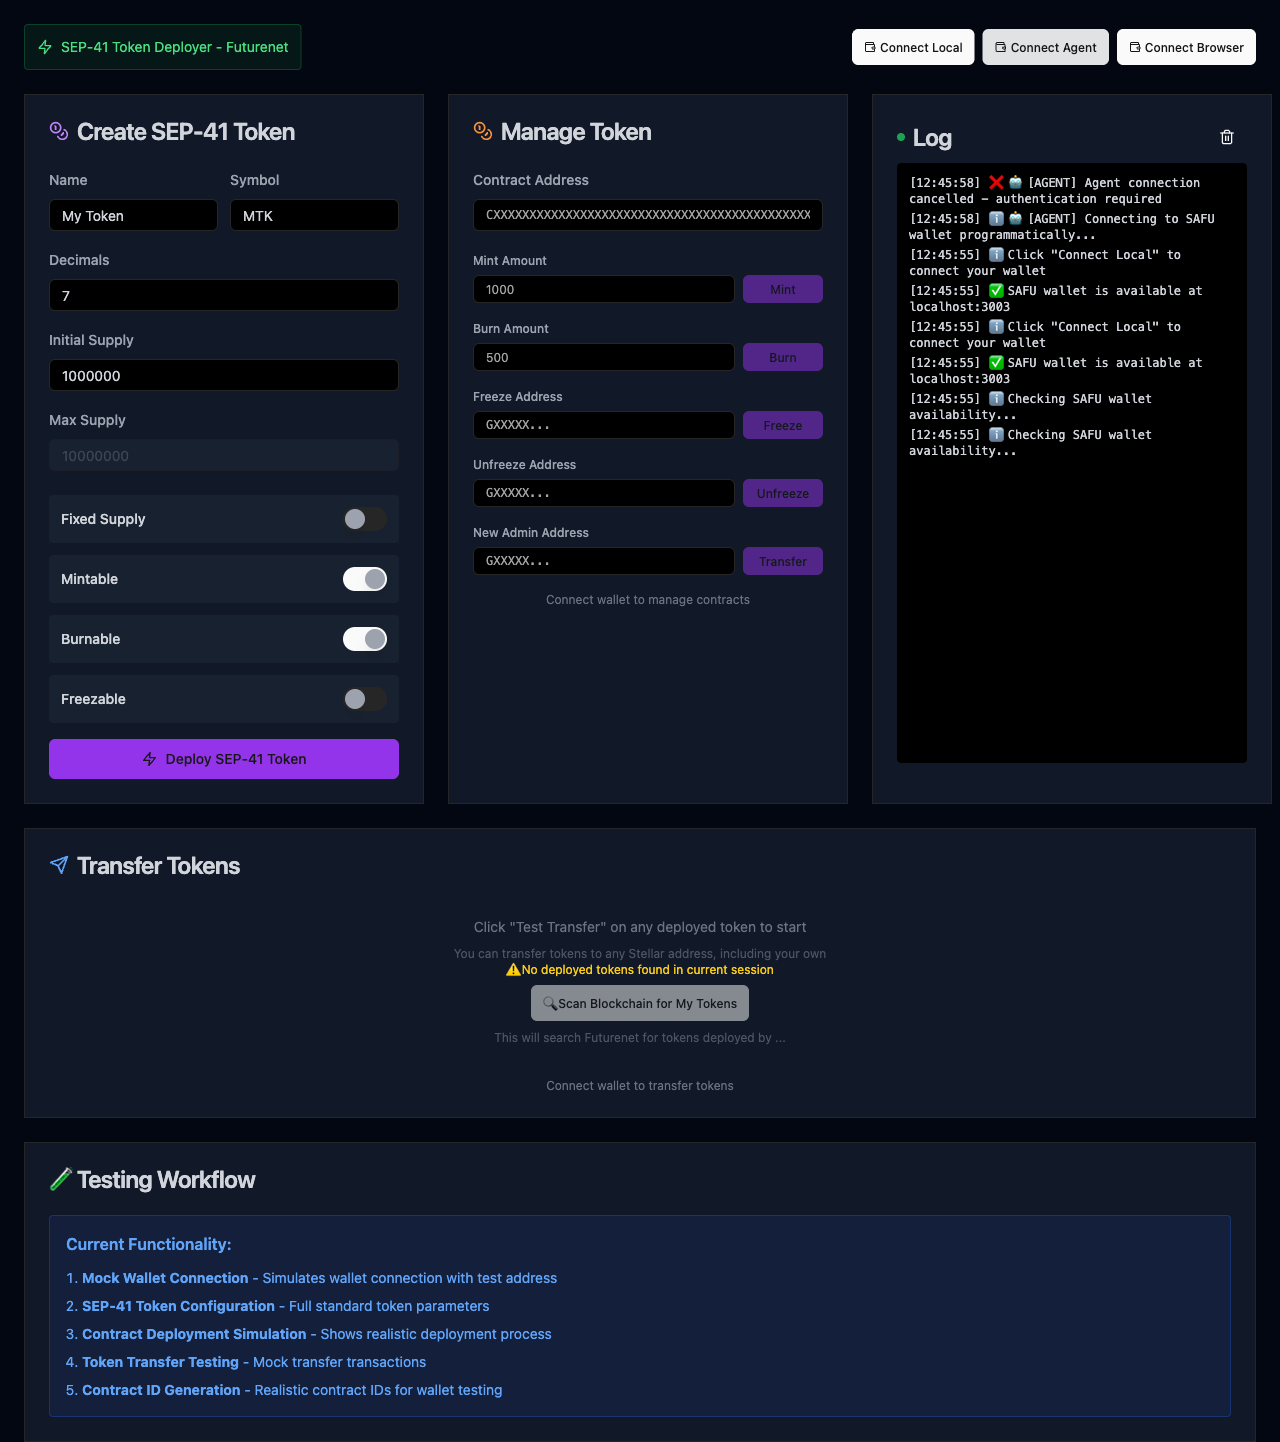 SEP-41 Token Deployer - Futurenet
Connect Local
Connect Agent
Connect Browser
Create SEP-41 Token
Name
Symbol
My Token
MTK
Decimals
7
Initial Supply
1000000
Max Supply
10000000
Fixed Supply
Mintable
Burnable
Freezable
Deploy SEP-41 Token
Manage Token
Contract Address
CXXXXXXXXXXXXXXXXXXXXXXXXXXXXXXXXXXXXXXXXXXXX
Mint Amount
1000
Mint
Burn Amount
500
Burn
Freeze Address
GXXXXX...
Freeze
Unfreeze Address
GXXXXX...
Unfreeze
New Admin Address
GXXXXX...
Transfer
Connect wallet to manage contracts
Log
[12:45:58] ❌ 🤖 [AGENT] Agent connection
cancelled – authentication required
[12:45:58] ℹ️ 🤖 [AGENT] Connecting to SAFU
wallet programmatically...
[12:45:55] ℹ️ Click "Connect Local" to
connect your wallet
[12:45:55] ✅ SAFU wallet is available at
localhost:3003
[12:45:55] ℹ️ Click "Connect Local" to
connect your wallet
[12:45:55] ✅ SAFU wallet is available at
localhost:3003
[12:45:55] ℹ️ Checking SAFU wallet
availability...
[12:45:55] ℹ️ Checking SAFU wallet
availability...
Transfer Tokens
Click "Test Transfer" on any deployed token to start
You can transfer tokens to any Stellar address, including your own
⚠️No deployed tokens found in current session
🔍Scan Blockchain for My Tokens
This will search Futurenet for tokens deployed by ...
Connect wallet to transfer tokens
🧪 Testing Workflow
Current Functionality:
1. Mock Wallet Connection - Simulates wallet connection with test address
2. SEP-41 Token Configuration - Full standard token parameters
3. Contract Deployment Simulation - Shows realistic deployment process
4. Token Transfer Testing - Mock transfer transactions
5. Contract ID Generation - Realistic contract IDs for wallet testing